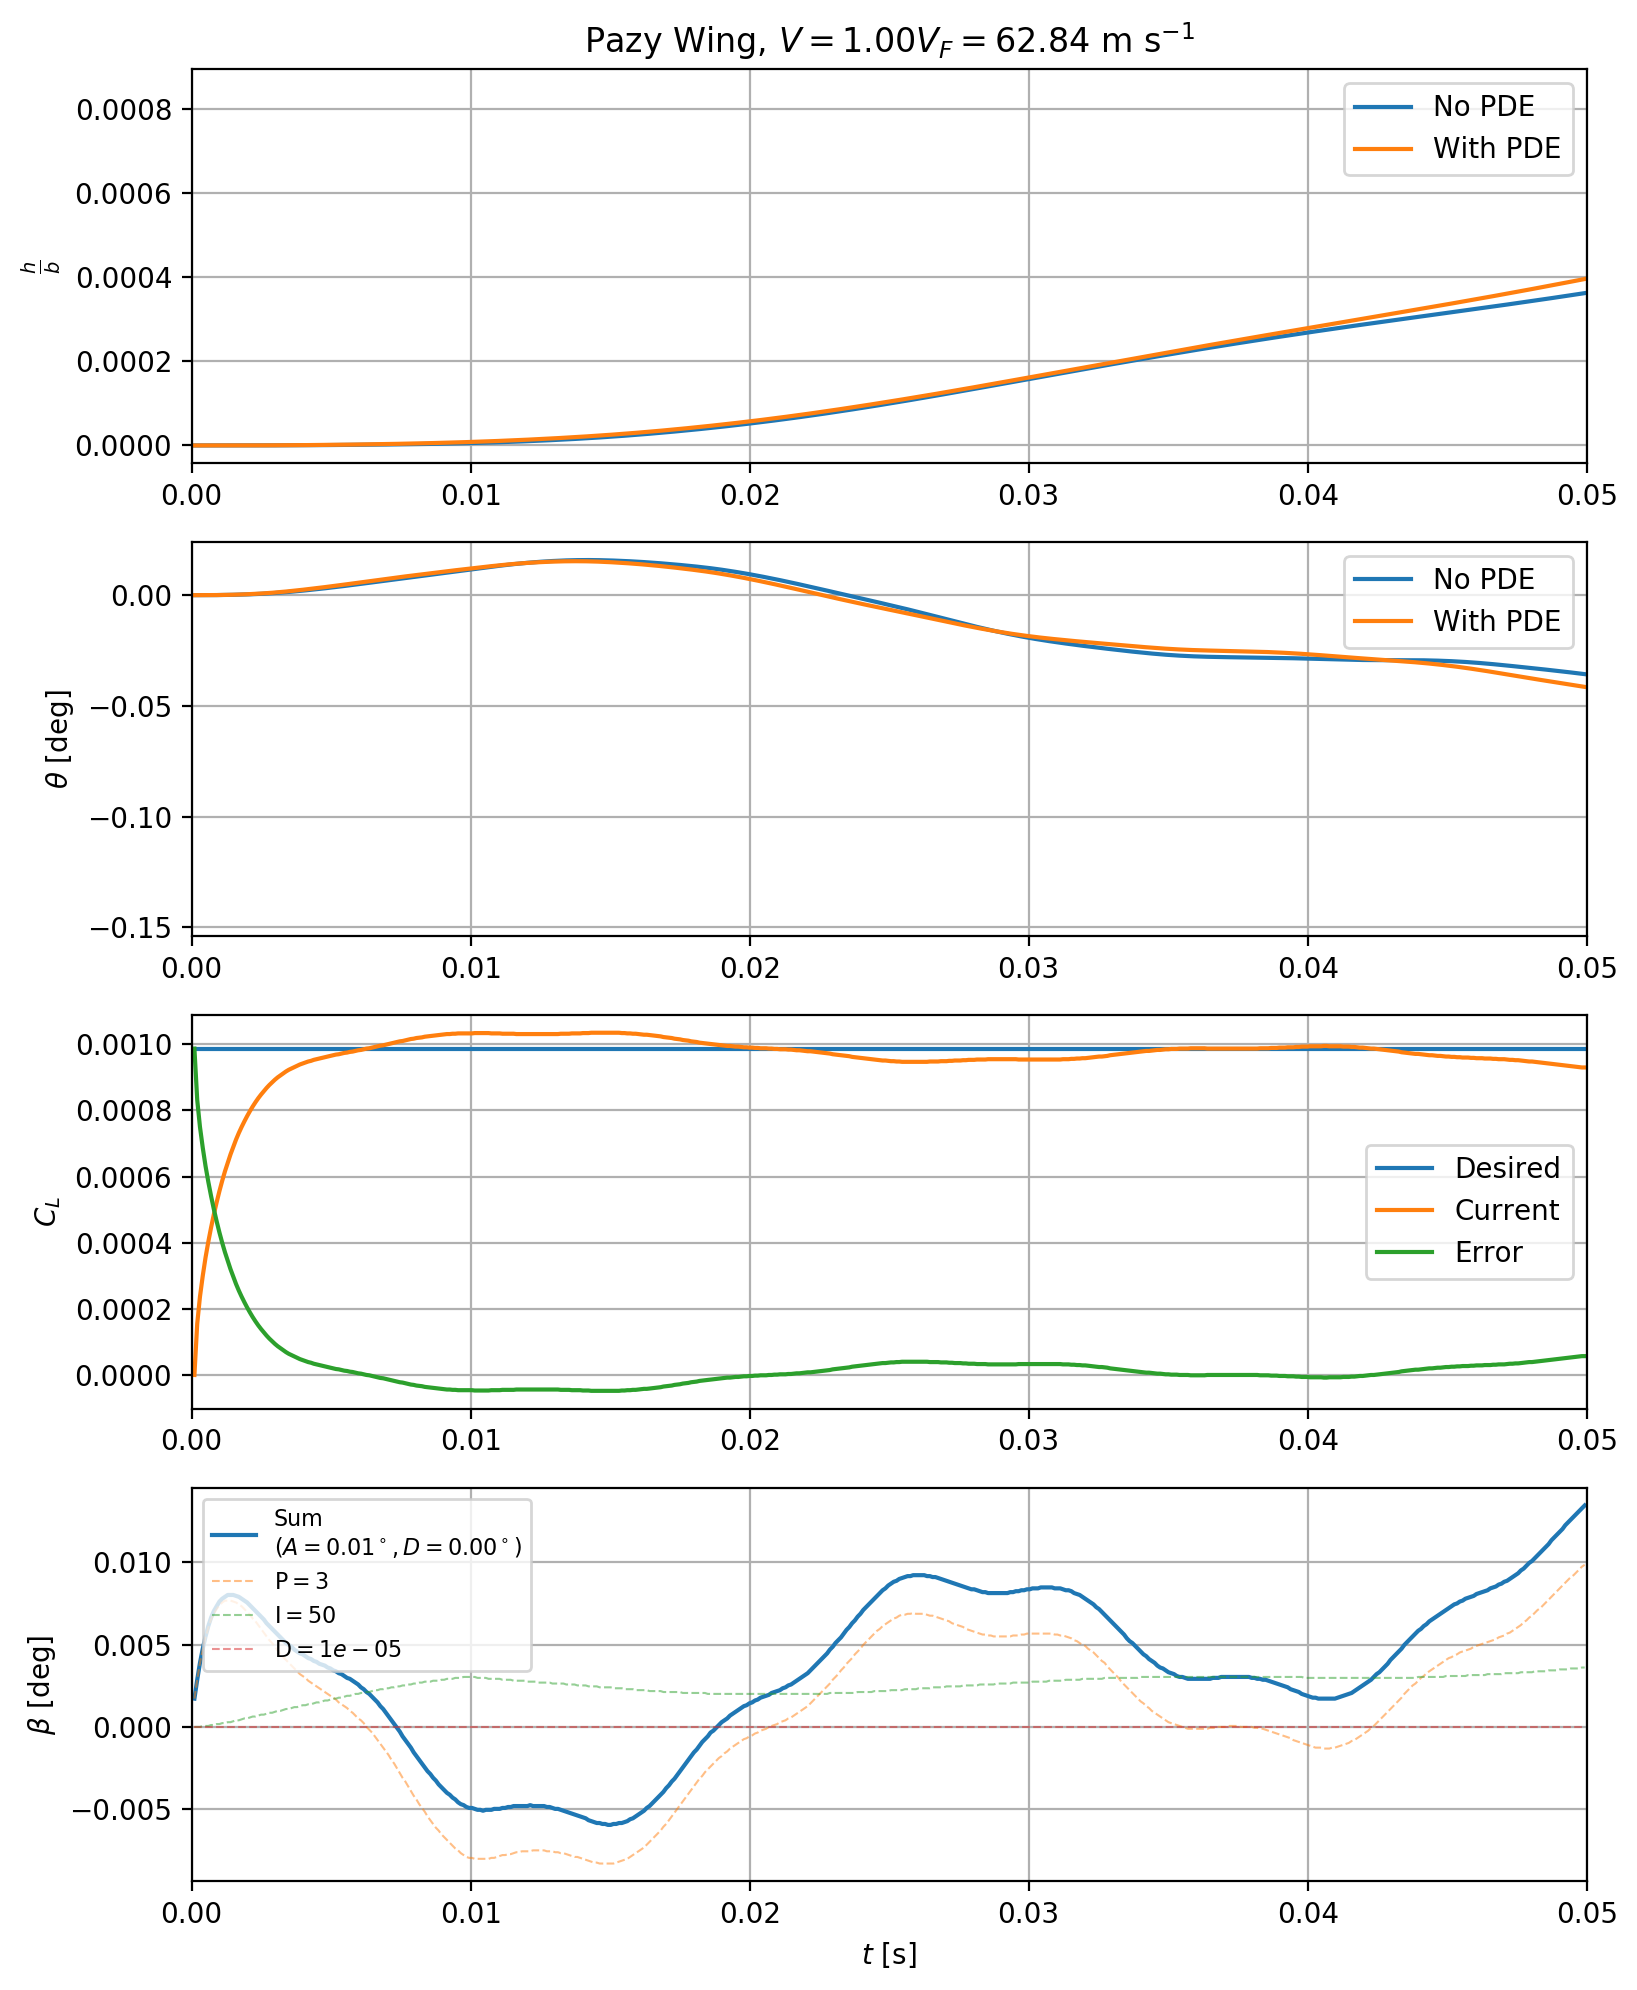 Pazy Wing, V = 1.00V_F = 62.84 m s⁻¹
h/b
0.0008
0.0006
0.0004
0.0002
0.0000
No PDE
With PDE
0.00 0.01 0.02 0.03 0.04 0.05
θ [deg]
0.00
−0.05
−0.10
−0.15
No PDE
With PDE
0.00 0.01 0.02 0.03 0.04 0.05
C_L
0.0010
0.0008
0.0006
0.0004
0.0002
0.0000
Desired
Current
Error
0.00 0.01 0.02 0.03 0.04 0.05
β [deg]
0.010
0.005
0.000
−0.005
Sum
(A = 0.01°, D = 0.00°)
P = 3
I = 50
D = 1e − 05
0.00 0.01 0.02 0.03 0.04 0.05
t [s]